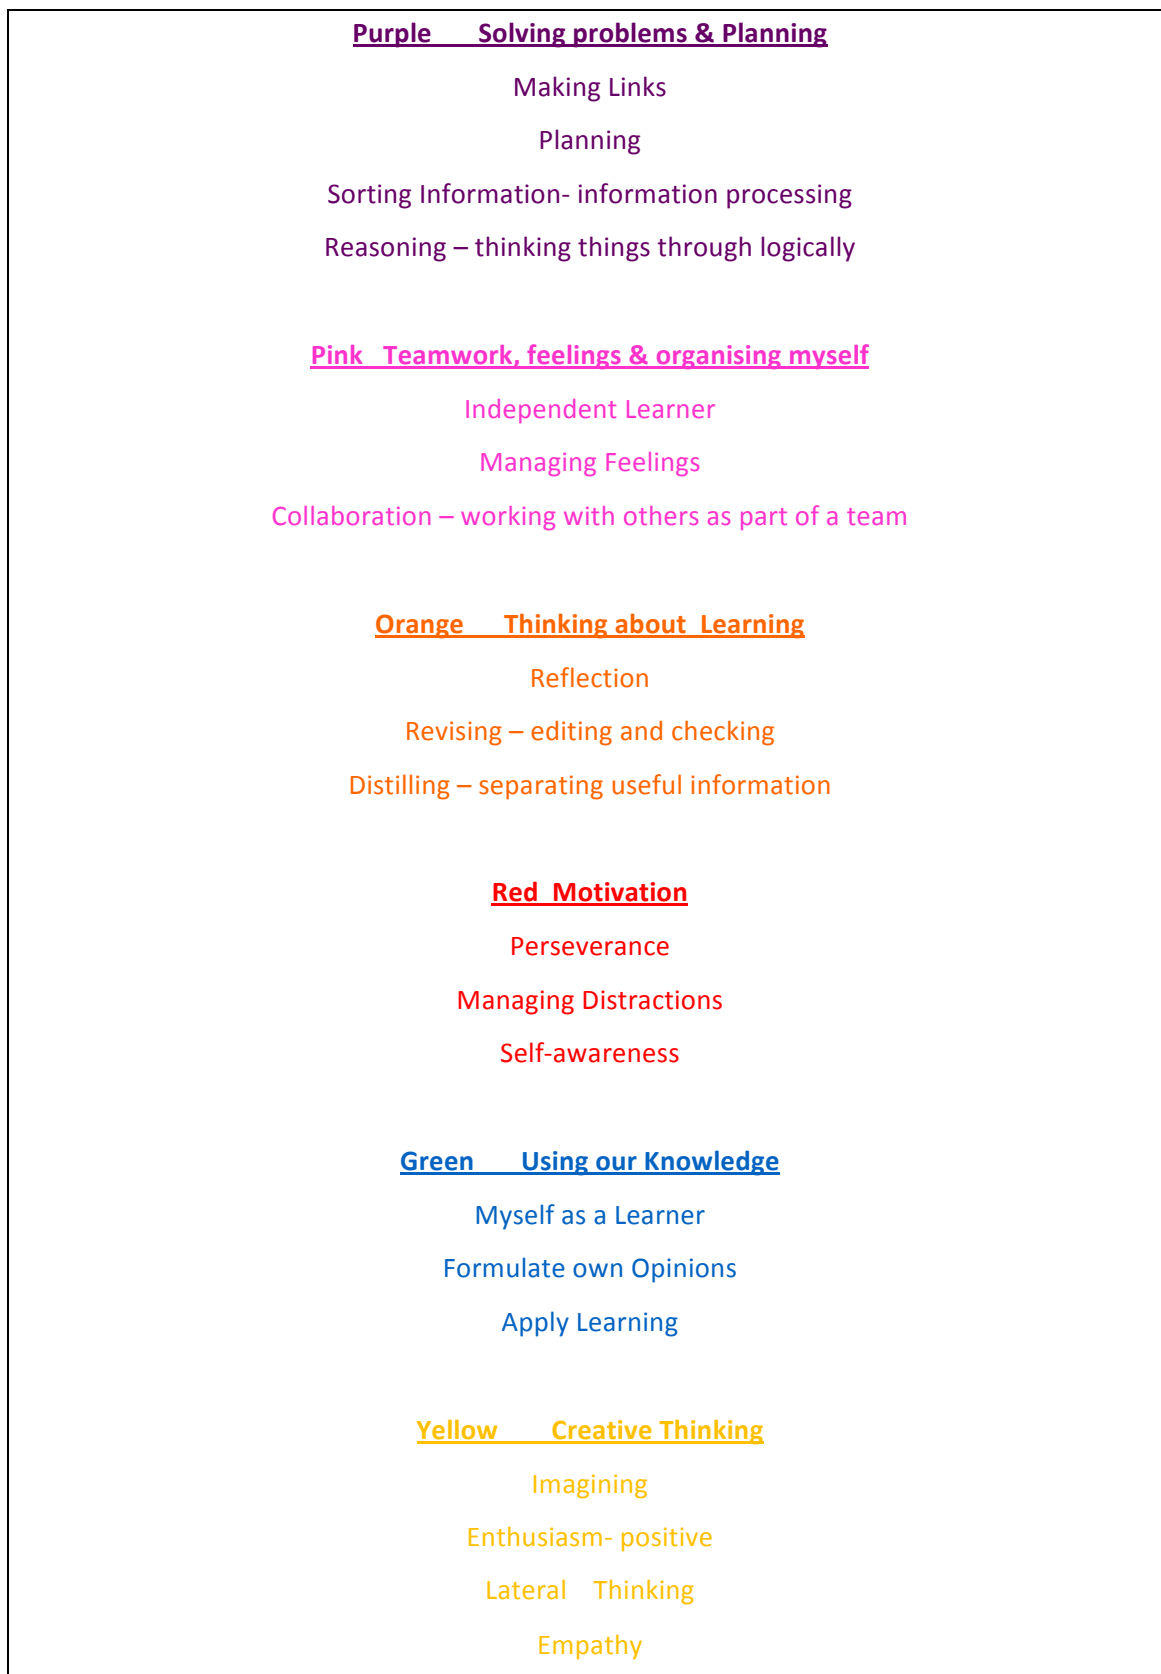 Purple Solving problems & Planning
Making Links
Planning
Sorting Information- information processing
Reasoning – thinking things through logically
Pink Teamwork, feelings & organising myself
Independent Learner
Managing Feelings
Collaboration – working with others as part of a team
Orange Thinking about Learning
Reflection
Revising – editing and checking
Distilling – separating useful information
Red Motivation
Perseverance
Managing Distractions
Self-awareness
Green Using our Knowledge
Myself as a Learner
Formulate own Opinions
Apply Learning
Yellow Creative Thinking
Imagining
Enthusiasm- positive
Lateral Thinking
Empathy